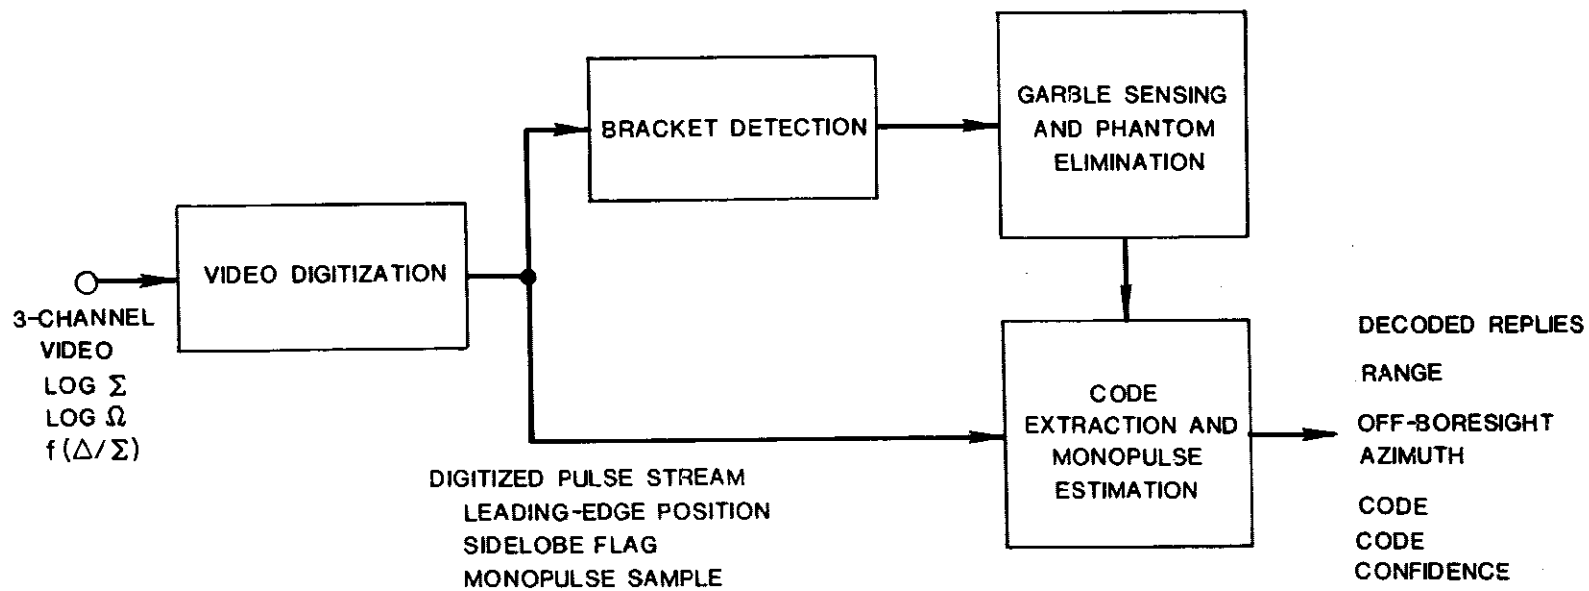 3-CHANNEL
VIDEO
LOG Σ
LOG Ω
f(Δ/Σ)
VIDEO DIGITIZATION
BRACKET DETECTION
GARBLE SENSING
AND PHANTOM
ELIMINATION
DIGITIZED PULSE STREAM
LEADING-EDGE POSITION
SIDELOBE FLAG
MONOPULSE SAMPLE
CODE
EXTRACTION AND
MONOPULSE
ESTIMATION
DECODED REPLIES
RANGE
OFF-BORESIGHT
AZIMUTH
CODE
CODE
CONFIDENCE